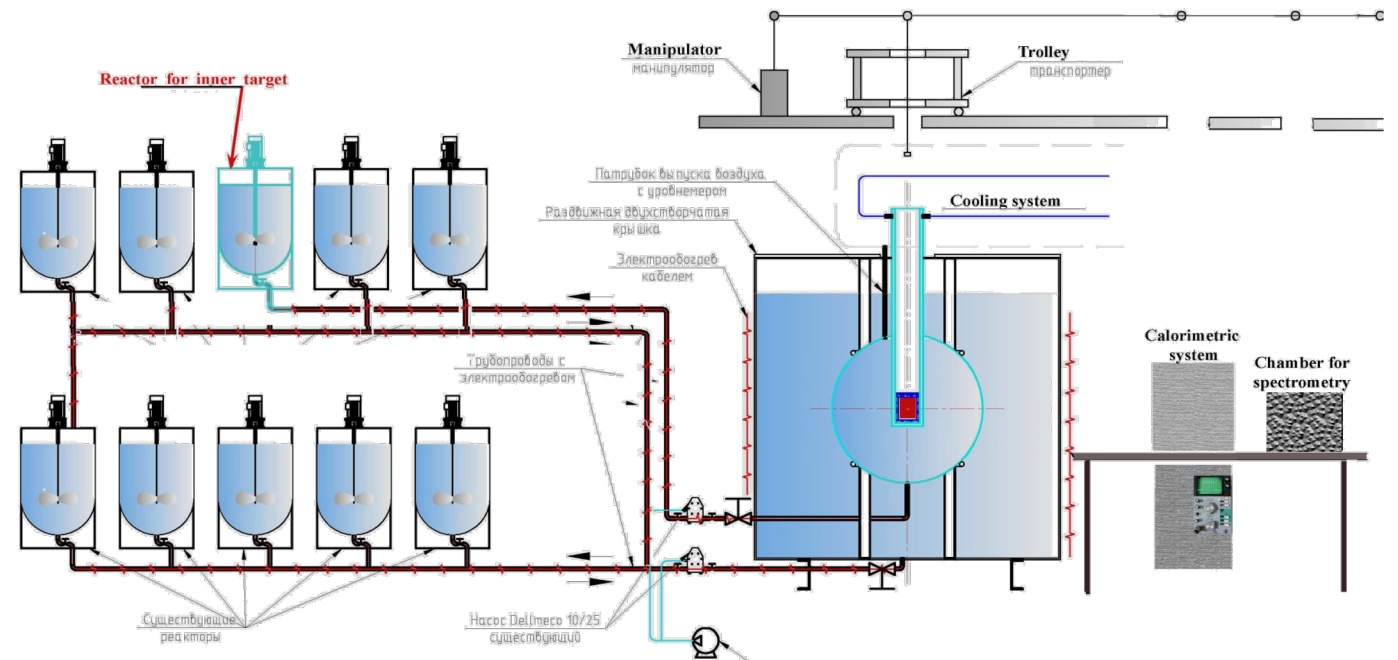 Manipulator
манипулятор
Trolley
транспортер
Reactor for inner target
Патрубок выпуска воздуха
с уровнемером
Cooling system
Раздвижная двухстворчатая
крышка
Электрообогрев
кабелем
Трубопроводы с
электрообогревом
Calorimetric
system
Chamber for
spectrometry
Существующие
реакторы
Насос Dellmeco 10/25
существующий